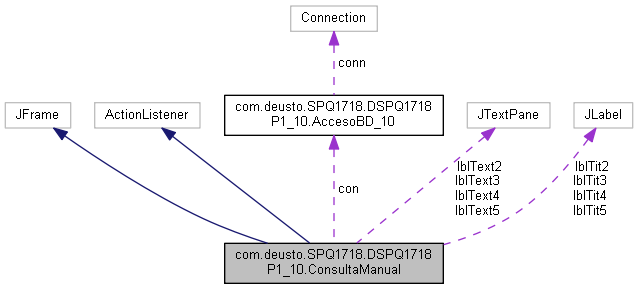 Connection
conn
com.deusto.SPQ1718.DSPQ1718
P1_10.AccesoBD_10
JFrame
ActionListener
JTextPane
JLabel
con
lblText2
lblText3
lblText4
lblText5
lblTit2
lblTit3
lblTit4
lblTit5
com.deusto.SPQ1718.DSPQ1718
P1_10.ConsultaManual